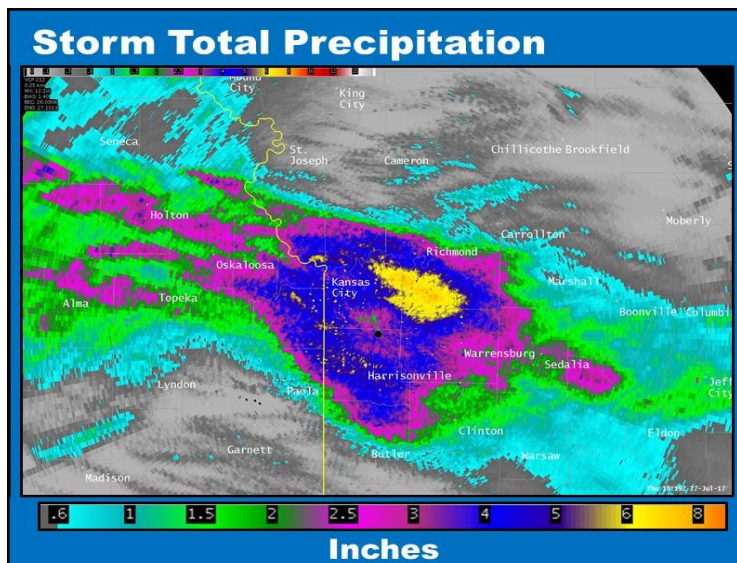 Storm Total Precipitation
Mound
City
King
City
Seneca
St.
Joseph
Cameron
Chillicothe Brookfield
Holton
Moberly
Carrollton
Richmond
Oskaloosa
Kansas
City
Marshall
Alma
Topeka
Boonville
Warrensburg
Sedalia
Harrisonville
Lyndon
Paola
Jeff
City
Clinton
Eldon
Garnett
Butler
Warsaw
Madison
.6 1 1.5 2 2.5 3 4 5 6 8
Inches